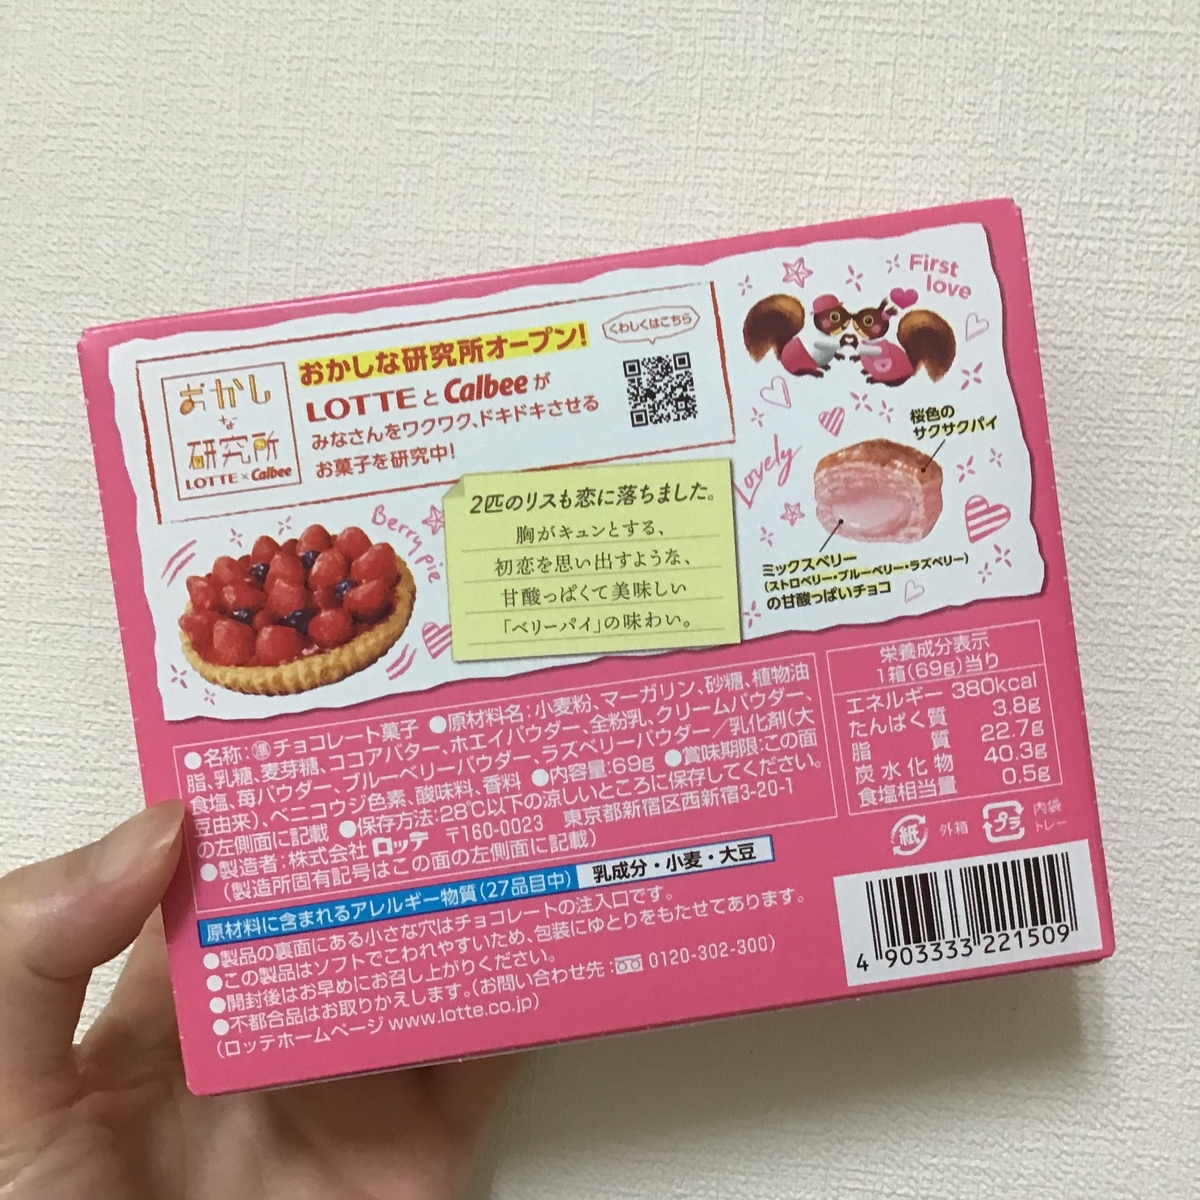 おかしな研究所
LOTTE×Calbee
おかしな研究所オープン!
くわしくはこちら
LOTTEとCalbeeが
みなさんをワクワク、ドキドキさせる
お菓子を研究中!
First love
桜色の
サクサクパイ
Lovely
ミックスベリー
(ストロベリー・ブルーベリー・ラズベリー)
の甘酸っぱいチョコ
Berry pie
2匹のリスも恋に落ちました。
胸がキュンとする、
初恋を思い出すような、
甘酸っぱくて美味しい
「ベリーパイ」の味わい。
●名称:㊜チョコレート菓子 ●原材料名:小麦粉、マーガリン、砂糖、植物油
脂、乳糖、麦芽糖、ココアバター、ホエイパウダー、全粉乳、クリームパウダー、
食塩、苺パウダー、ブルーベリーパウダー、ラズベリーパウダー/乳化剤(大
豆由来)、ベニコウジ色素、酸味料、香料 ●内容量:69g ●賞味期限:この面
の左側面に記載 ●保存方法:28℃以下の涼しいところに保存してください。
●製造者:株式会社ロッテ 〒160-0023 東京都新宿区西新宿3-20-1
(製造所固有記号はこの面の左側面に記載)
原材料に含まれるアレルギー物質(27品目中) 乳成分・小麦・大豆
●製品の裏面にある小さな穴はチョコレートの注入口です。
●この製品はソフトでこわれやすいため、包装にゆとりをもたせてあります。
●開封後はお早めにお召し上がりください。
●不都合品はお取りかえします。(お問い合わせ先:0120-302-300)
(ロッテホームページ www.lotte.co.jp)
栄養成分表示
1箱(69g)当り
エネルギー 380kcal
たんぱく質 3.8g
脂質 22.7g
炭水化物 40.3g
食塩相当量 0.5g
紙 外箱
プラ 内袋 トレー
4 903333 221509